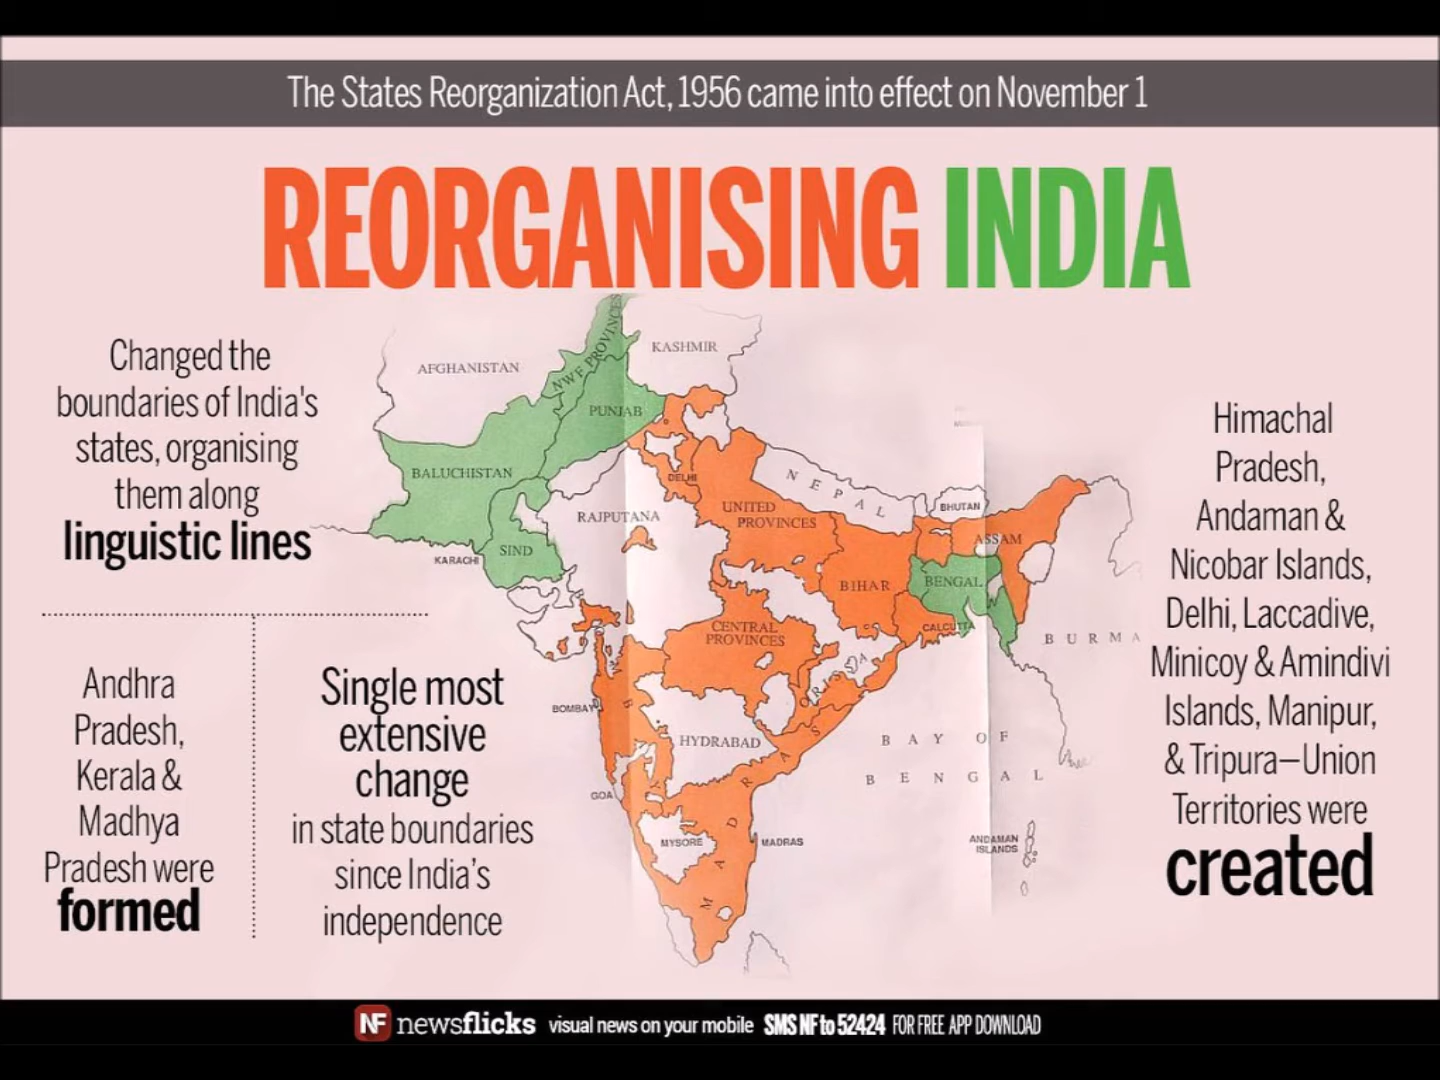 The States Reorganization Act, 1956 came into effect on November 1
REORGANISING INDIA
Changed the
boundaries of India's
states, organising
them along
linguistic lines
Andhra
Pradesh,
Kerala &
Madhya
Pradesh were
formed
Single most
extensive
change
in state boundaries
since India's
independence
AFGHANISTAN
NWF PROVINCES
KASHMIR
PUNJAB
BALUCHISTAN
DELHI
NEPAL
BHUTAN
RAJPUTANA
UNITED
PROVINCES
ASSAM
SIND
KARACHI
BIHAR
BENGAL
CENTRAL
PROVINCES
CALCUTTA
BURMA
ORISSA
BOMBAY
HYDRABAD
BAY OF
BENGAL
GOA
MYSORE
MADRAS
MADRAS
ANDAMAN
ISLANDS
Himachal
Pradesh,
Andaman &
Nicobar Islands,
Delhi, Laccadive,
Minicoy & Amindivi
Islands, Manipur,
& Tripura—Union
Territories were
created
NF newsflicks visual news on your mobile SMS NF to 52424 FOR FREE APP DOWNLOAD